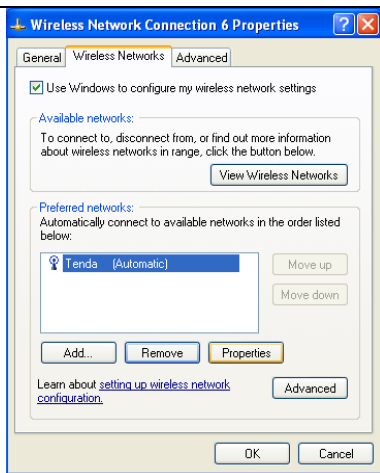 Wireless Network Connection 6 Properties
General Wireless Networks Advanced
Use Windows to configure my wireless network settings
Available networks:
To connect to, disconnect from, or find out more information
about wireless networks in range, click the button below.
View Wireless Networks
Preferred networks:
Automatically connect to available networks in the order listed
below:
Tenda (Automatic)
Move up
Move down
Add... Remove Properties
Learn about setting up wireless network
configuration.
Advanced
OK Cancel